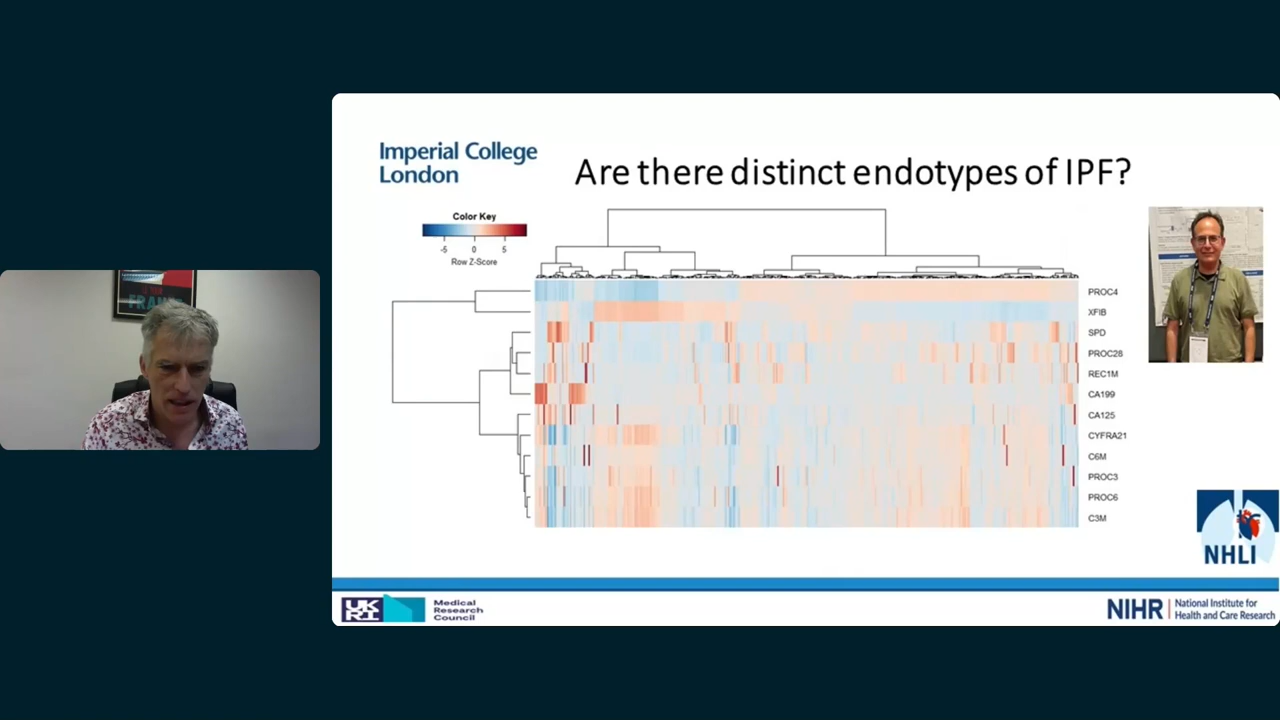 Imperial College
London
Are there distinct endotypes of IPF?
Color Key
-5 0 5
Row Z-Score
PROC4
XFIB
SPD
PROC28
REC1M
CA199
CA125
CYFRA21
C6M
PROC3
PROC6
C3M
NHLI
UK
RI
Medical
Research
Council
NIHR
National Institute for
Health and Care Research